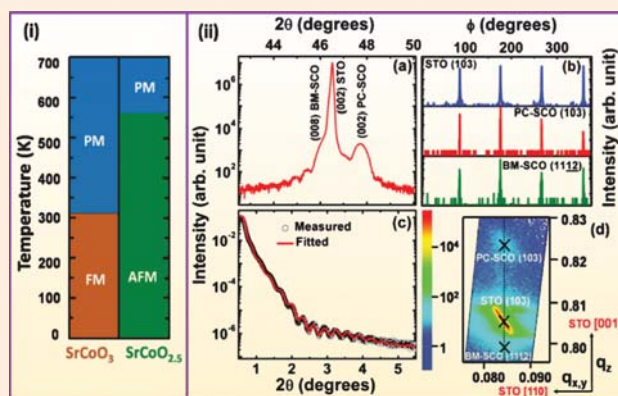 (i)
Temperature (K)
700
600
500
400
300
200
100
0
PM
FM
PM
AFM
SrCoO3
SrCoO2.5
(ii)
2θ (degrees)
44 46 48 50
(a)
Intensity (arb. unit)
10^6
10^4
10^2
(008) BM-SCO
(002) STO
(002) PC-SCO
ϕ (degrees)
100 200 300
STO (103)
(b)
PC-SCO (103)
BM-SCO (1112)
Intensity (arb. unit)
(c)
Measured
Fitted
10^-1
10^-2
10^-4
10^-6
1 2 3 4 5
2θ (degrees)
10^4
10^2
1
(d)
PC-SCO (103)
STO (103)
BM-SCO (1112)
0.83
0.82
0.81
0.80
0.080 0.090
qx,y
qz
STO [001]
STO [110]